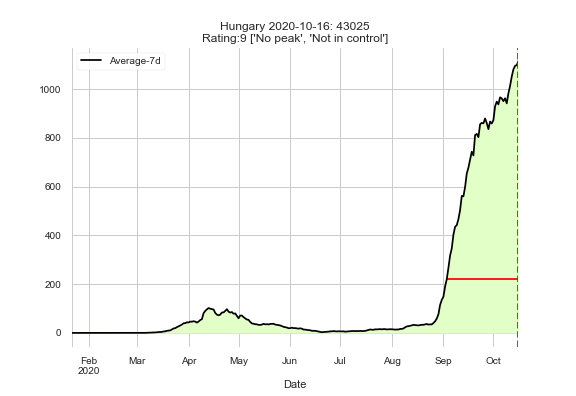 Hungary 2020-10-16: 43025
Rating:9 ['No peak', 'Not in control']
Average-7d
1000
800
600
400
200
0
Feb Mar Apr May Jun Jul Aug Sep Oct
2020
Date